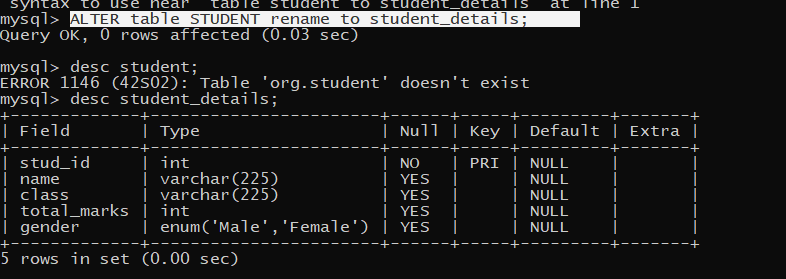 syntax to use near 'table student to student_details' at line 1
mysql> ALTER table STUDENT rename to student_details;
Query OK, 0 rows affected (0.03 sec)
mysql> desc student;
ERROR 1146 (42S02): Table 'org.student' doesn't exist
mysql> desc student_details;
+-------------+-----------------------+------+-----+---------+-------+
| Field       | Type                  | Null | Key | Default | Extra |
+-------------+-----------------------+------+-----+---------+-------+
| stud_id     | int                   | NO   | PRI | NULL    |       |
| name        | varchar(225)          | YES  |     | NULL    |       |
| class       | varchar(225)          | YES  |     | NULL    |       |
| total_marks | int                   | YES  |     | NULL    |       |
| gender      | enum('Male','Female') | YES  |     | NULL    |       |
+-------------+-----------------------+------+-----+---------+-------+
5 rows in set (0.00 sec)